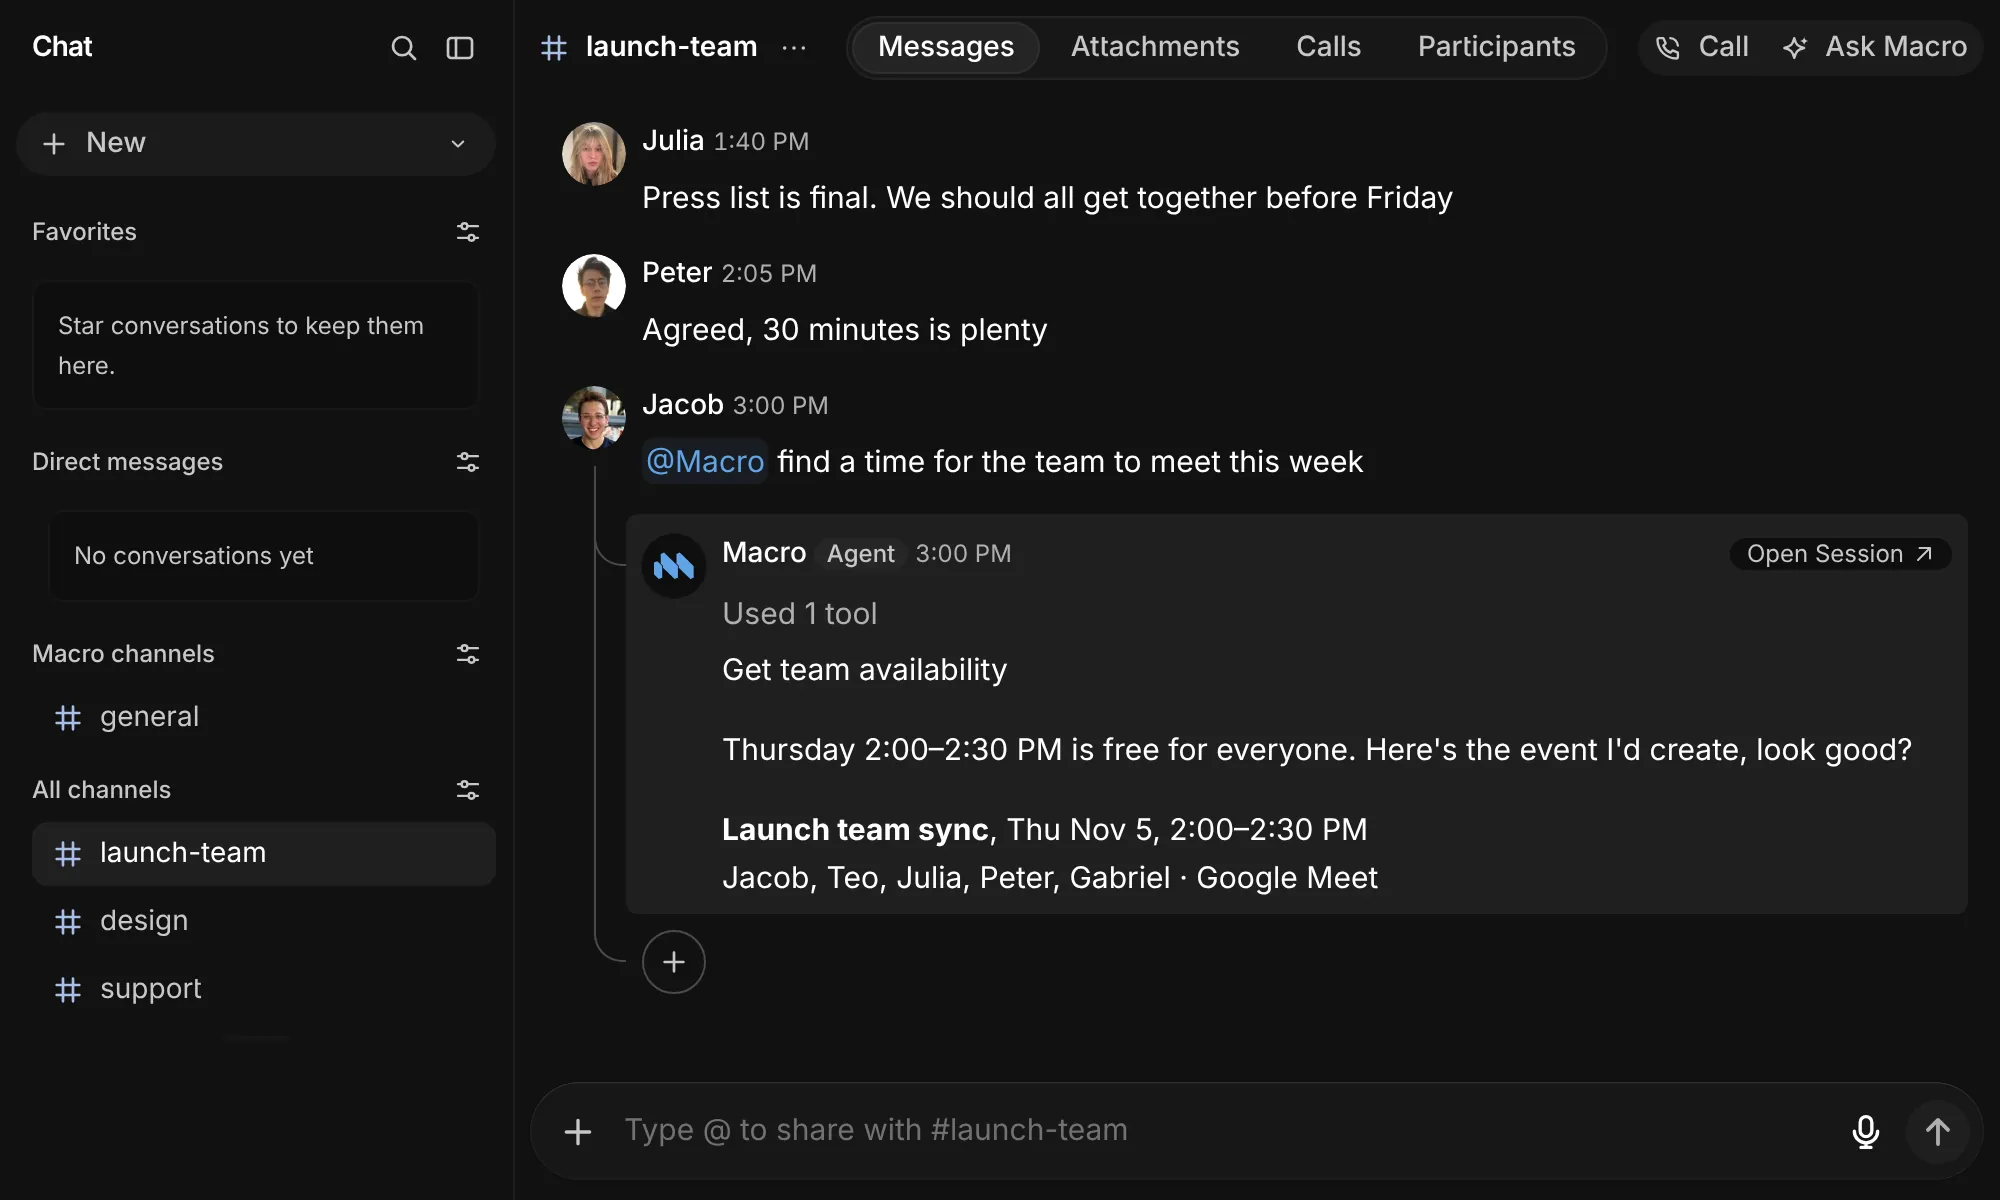 Chat
New
Favorites
Star conversations to keep them
here.
Direct messages
No conversations yet
Macro channels
general
All channels
launch-team
design
support
launch-team ...
Messages
Attachments
Calls
Participants
Call
Ask Macro
Julia 1:40 PM
Press list is final. We should all get together before Friday
Peter 2:05 PM
Agreed, 30 minutes is plenty
Jacob 3:00 PM
@Macro find a time for the team to meet this week
Macro Agent 3:00 PM
Open Session ↗
Used 1 tool
Get team availability
Thursday 2:00–2:30 PM is free for everyone. Here's the event I'd create, look good?
Launch team sync, Thu Nov 5, 2:00–2:30 PM
Jacob, Teo, Julia, Peter, Gabriel · Google Meet
Type @ to share with #launch-team